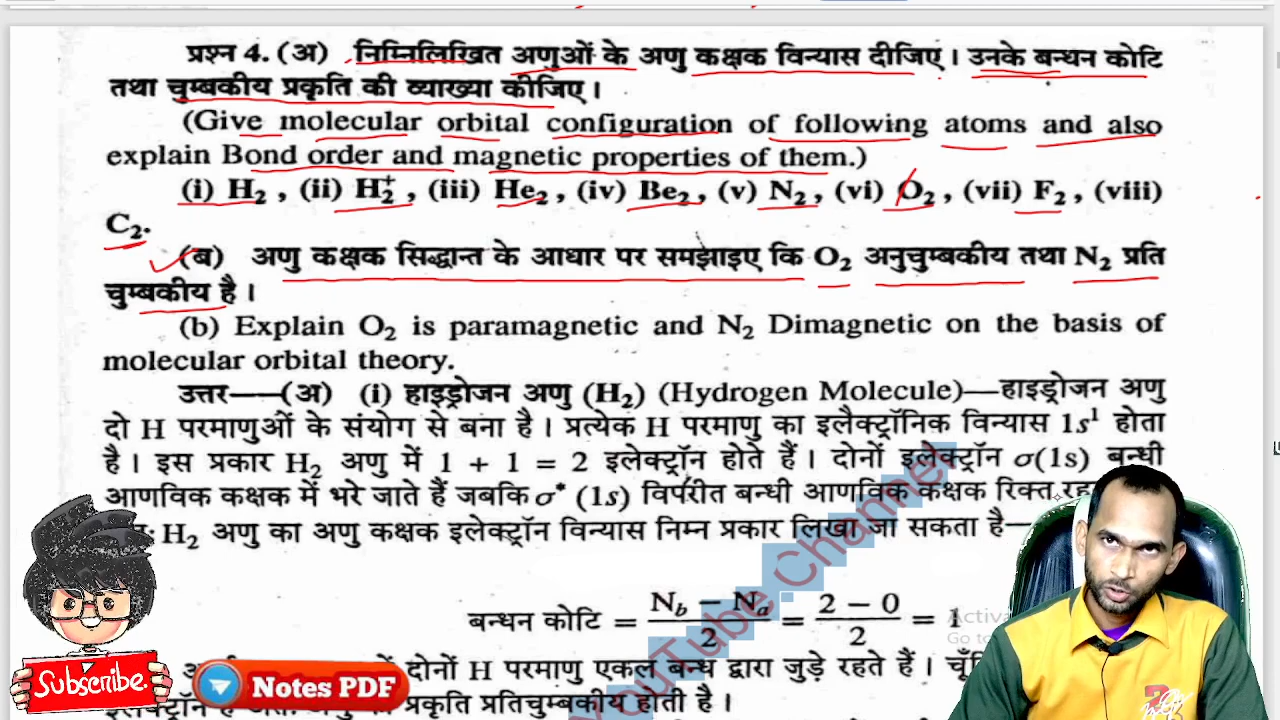 प्रश्न 4. (अ) निम्निलिखित अणुओं के अणु कक्षक विन्यास दीजिए। उनके बन्धन कोटि
तथा चुम्बकीय प्रकृति की व्याख्या कीजिए।
(Give molecular orbital configuration of following atoms and also
explain Bond order and magnetic properties of them.)
(i) H₂, (ii) H₂⁺, (iii) He₂, (iv) Be₂, (v) N₂, (vi) O₂, (vii) F₂, (viii)
C₂.
(ब) अणु कक्षक सिद्धान्त के आधार पर समझाइए कि O₂ अनुचुम्बकीय तथा N₂ प्रति
चुम्बकीय है।
(b) Explain O₂ is paramagnetic and N₂ Dimagnetic on the basis of
molecular orbital theory.
उत्तर—(अ) (i) हाइड्रोजन अणु (H₂) (Hydrogen Molecule)—हाइड्रोजन अणु
दो H परमाणुओं के संयोग से बना है। प्रत्येक H परमाणु का इलैक्ट्रॉनिक विन्यास 1s¹ होता
है। इस प्रकार H₂ अणु में 1 + 1 = 2 इलेक्ट्रॉन होते हैं। दोनों इलेक्ट्रॉन σ(1s) बन्धी
आणविक कक्षक में भरे जाते हैं जबकि σ* (1s) विपरीत बन्धी आणविक कक्षक रिक्त
H₂ अणु का अणु कक्षक इलेक्ट्रॉन विन्यास निम्न प्रकार लिखा जा सकता है—
बन्धन कोटि = (N_b − N_a)/2 = (2 − 0)/2 = 1
दोनों H परमाणु एकल बन्ध द्वारा जुड़े रहते हैं।
प्रकृति प्रतिचुम्बकीय होती है।
YouTube Channel
Subscribe
Notes PDF